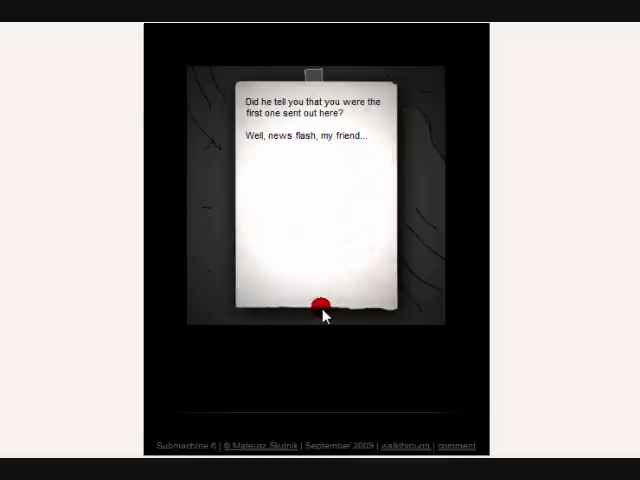 Did he tell you that you were the
first one sent out here?
Well, news flash, my friend...
Submachine 6 | © Mateusz Skutnik | September 2009 | walkthrough | comment